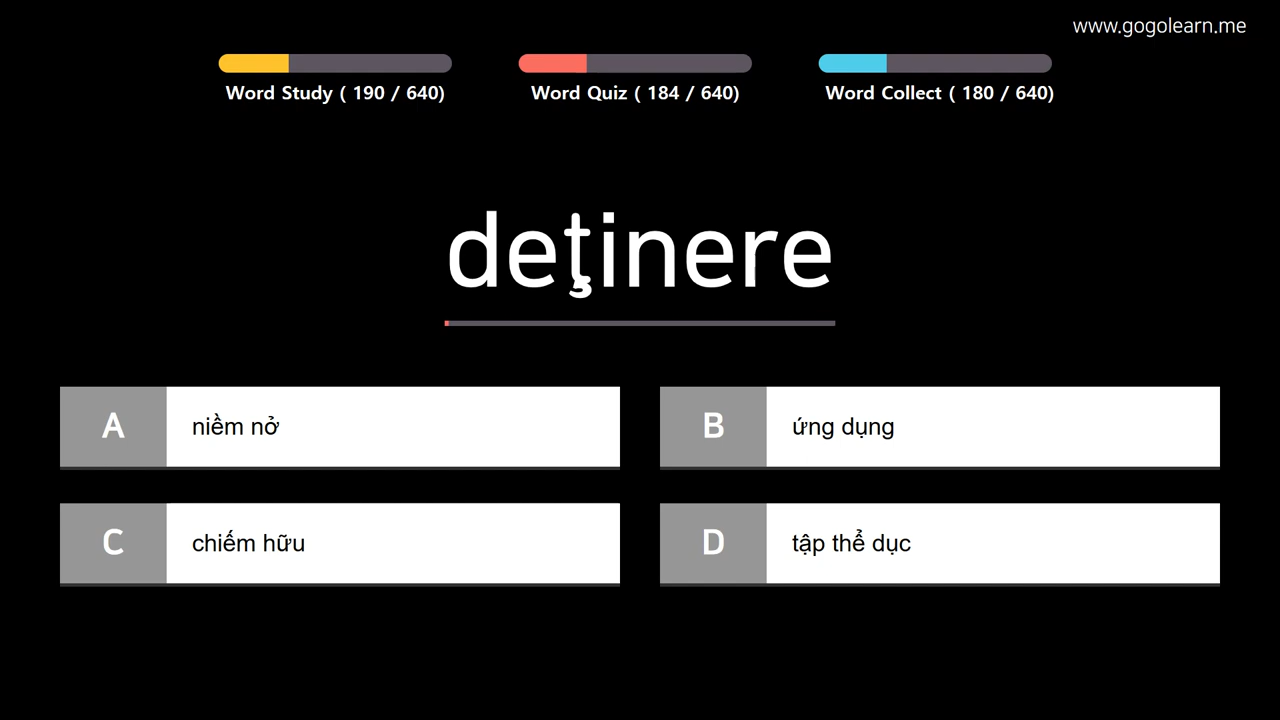 www.gogolearn.me
Word Study ( 190 / 640)
Word Quiz ( 184 / 640)
Word Collect ( 180 / 640)
deţinere
A niềm nở
B ứng dụng
C chiếm hữu
D tập thể dục